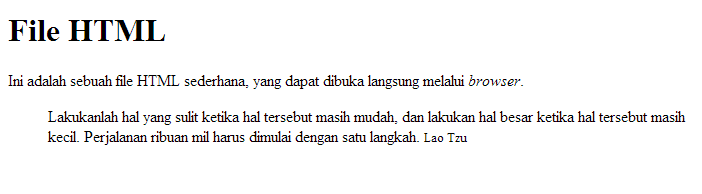 File HTML
Ini adalah sebuah file HTML sederhana, yang dapat dibuka langsung melalui browser.
Lakukanlah hal yang sulit ketika hal tersebut masih mudah, dan lakukan hal besar ketika hal tersebut masih
kecil. Perjalanan ribuan mil harus dimulai dengan satu langkah. Lao Tzu